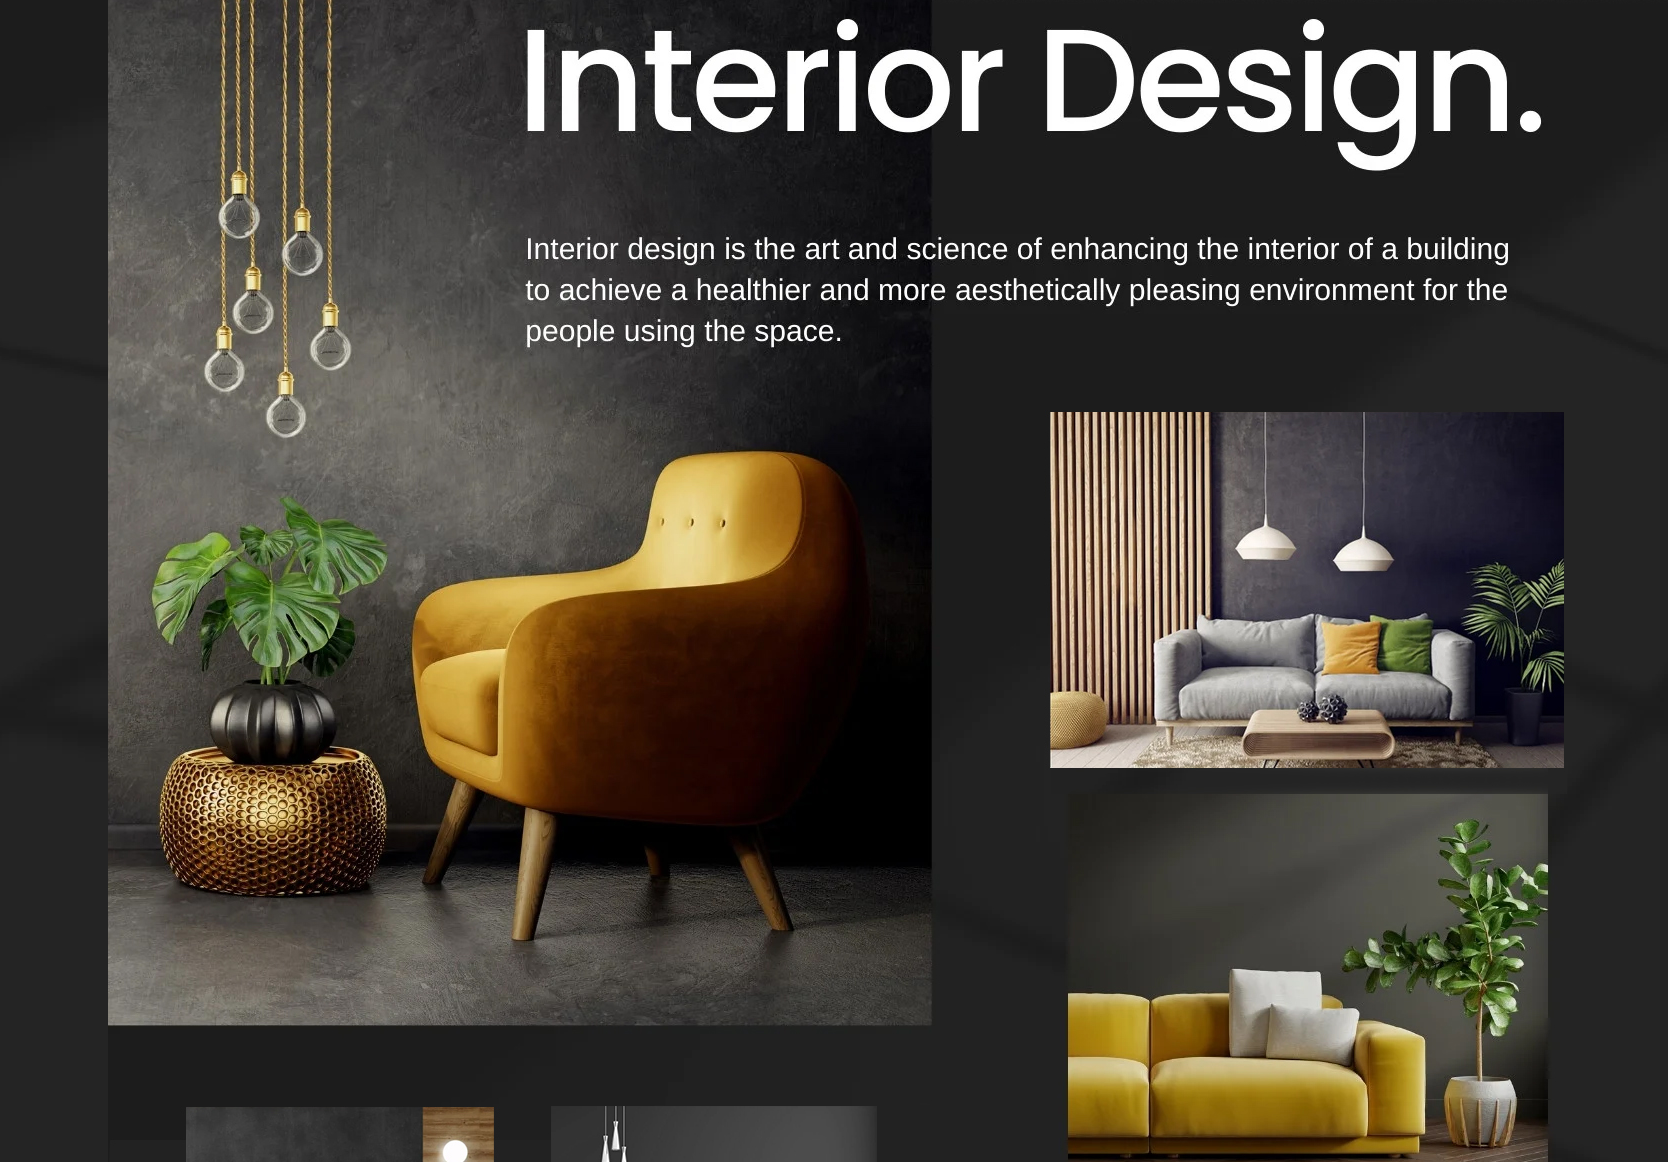 Interior Design.
Interior design is the art and science of enhancing the interior of a building
to achieve a healthier and more aesthetically pleasing environment for the
people using the space.